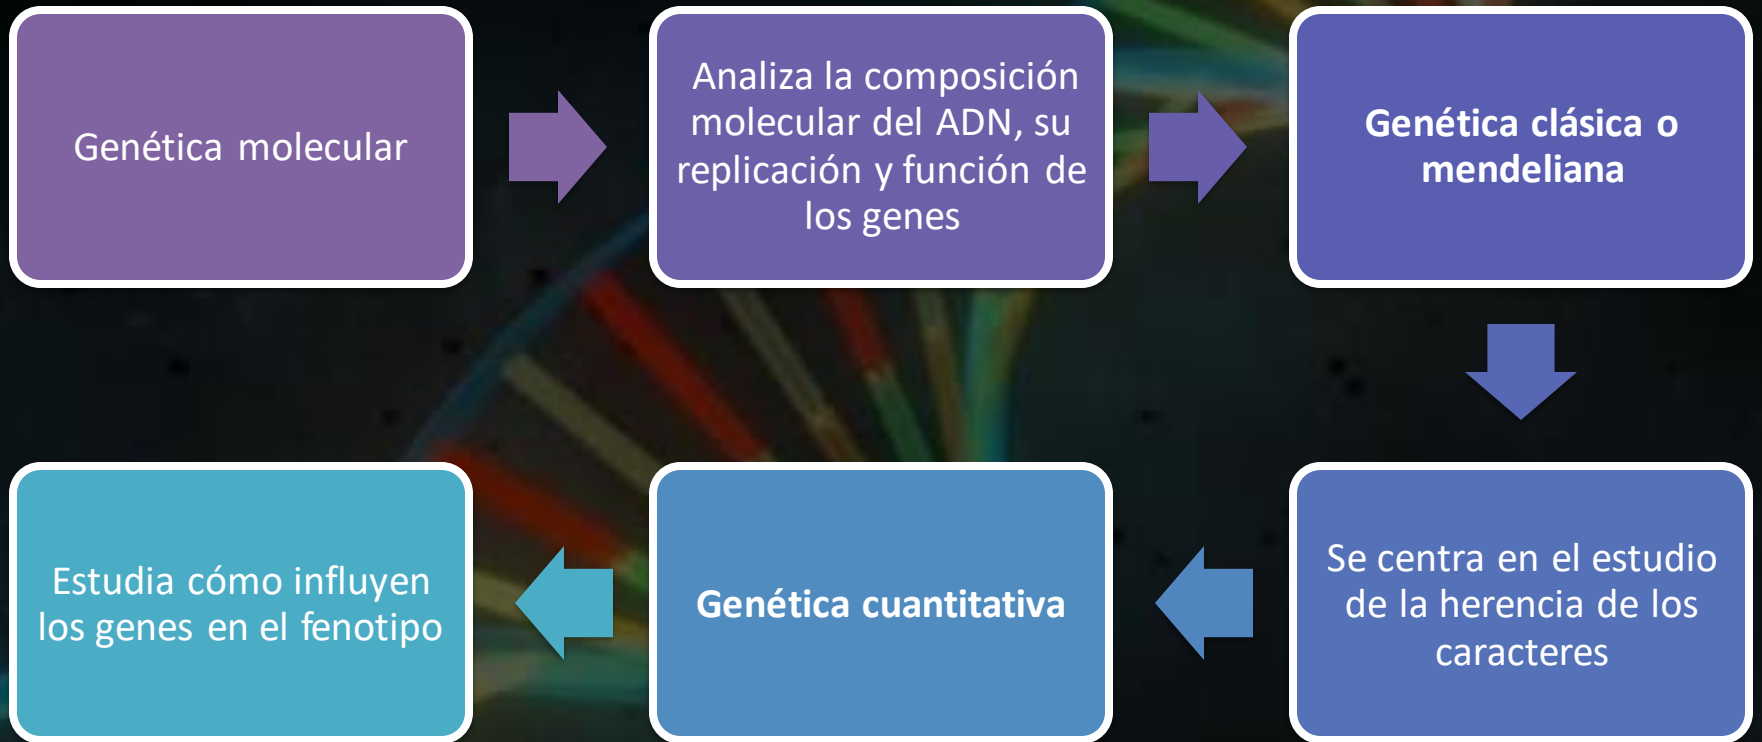 Genética molecular
Analiza la composición
molecular del ADN, su
replicación y función de
los genes
Genética clásica o
mendeliana
Se centra en el estudio
de la herencia de los
caracteres
Genética cuantitativa
Estudia cómo influyen
los genes en el fenotipo